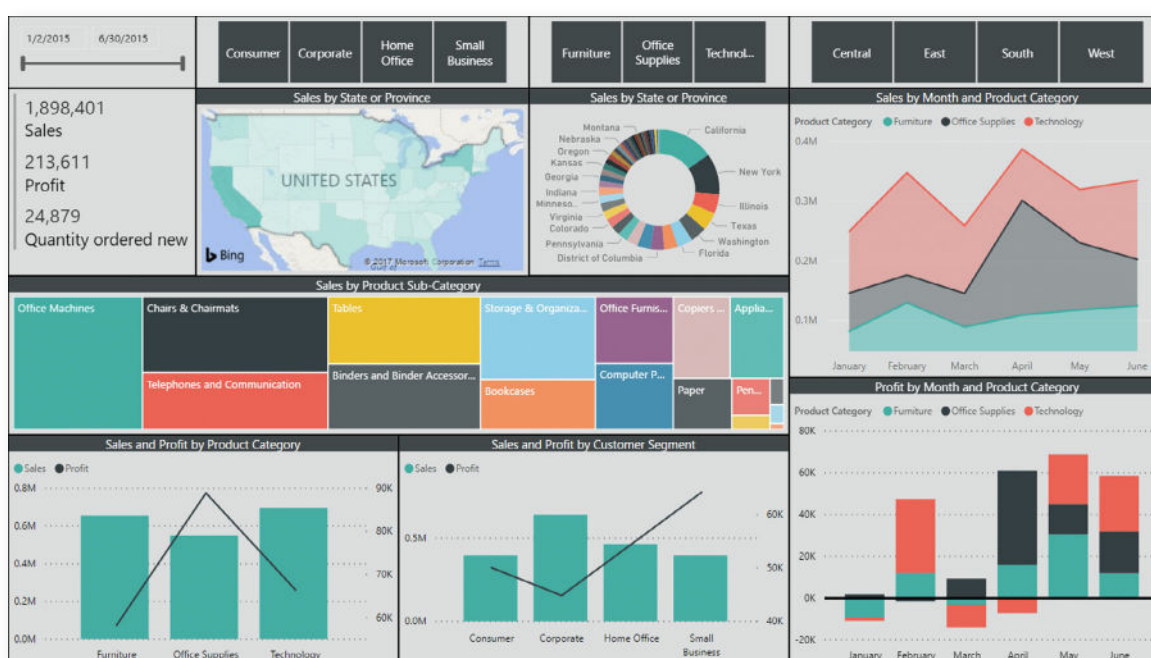 1/2/2015 6/30/2015
Consumer
Corporate
Home
Office
Small
Business
Furniture
Office
Supplies
Technol...
Central
East
South
West
1,898,401
Sales
213,611
Profit
24,879
Quantity ordered new
Sales by State or Province
UNITED STATES
Bing
© 2017 Microsoft Corporation Terms
Gulf of
Sales by State or Province
Montana
Nebraska
Oregon
Kansas
Georgia
Indiana
Minneso...
Virginia
Colorado
Pennsylvania
District of Columbia
California
New York
Illinois
Texas
Washington
Florida
Sales by Month and Product Category
Product Category Furniture Office Supplies Technology
0.4M
0.3M
0.2M
0.1M
January February March April May June
Sales by Product Sub-Category
Office Machines
Chairs & Chairmats
Telephones and Communication
Tables
Binders and Binder Accessor...
Storage & Organiza...
Bookcases
Office Furnis...
Computer P...
Copiers ...
Paper
Applia...
Pen...
Profit by Month and Product Category
Product Category Furniture Office Supplies Technology
80K
60K
40K
20K
0K
-20K
January February March April May June
Sales and Profit by Product Category
Sales Profit
0.8M
0.6M
0.4M
0.2M
0.0M
90K
80K
70K
60K
Furniture Office Supplies Technology
Sales and Profit by Customer Segment
Sales Profit
0.5M
0.0M
60K
50K
40K
Consumer Corporate Home Office Small
Business